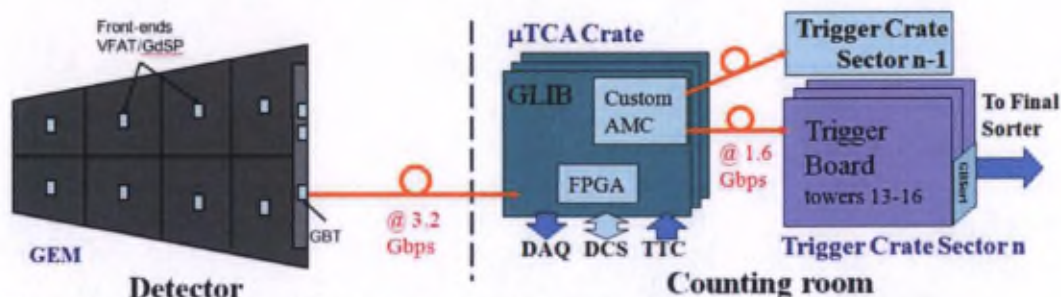 Front-ends
VFAT/GdSP
GEM
GBT
@ 3.2
Gbps
Detector
µTCA Crate
GLIB
Custom
AMC
FPGA
DAQ DCS TTC
@ 1.6
Gbps
Trigger Crate
Sector n-1
Trigger
Board
towers 13-16
To Final
Sorter
Trigger Crate Sector n
Counting room